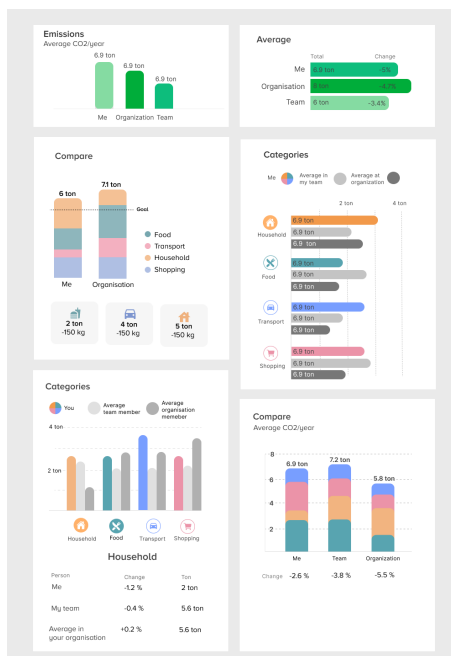 Emissions
Average CO2/year
6.9 ton
6.9 ton
6.9 ton
Me Organization Team
Average
Total Change
Me 6.9 ton -5%
Organisation 8 ton -4.2%
Team 6 ton -3.4%
Compare
7.1 ton
6 ton
Goal
Food
Transport
Household
Shopping
Me Organisation
2 ton 4 ton 5 ton
-150 kg -150 kg -150 kg
Categories
Me Average in my team Average at organization
2 ton 4 ton
6.9 ton
6.9 ton
6.9 ton
Household
6.9 ton
6.9 ton
6.9 ton
Food
6.9 ton
6.9 ton
6.9 ton
Transport
6.9 ton
6.9 ton
6.9 ton
Shopping
Categories
You
Average
team member
Average
organisation
memeber
4 ton
2 ton
Household Food Transport Shopping
Household
Person Change Ton
Me -1.2 % 2 ton
My team -0.4 % 5.6 ton
Average in +0.2 % 5.6 ton
your organisation
Compare
Average CO2/year
8
6
4
2
6.9 ton
7.2 ton
5.8 ton
Me Team Organization
Change -2.6 % -3.8 % -5.5 %